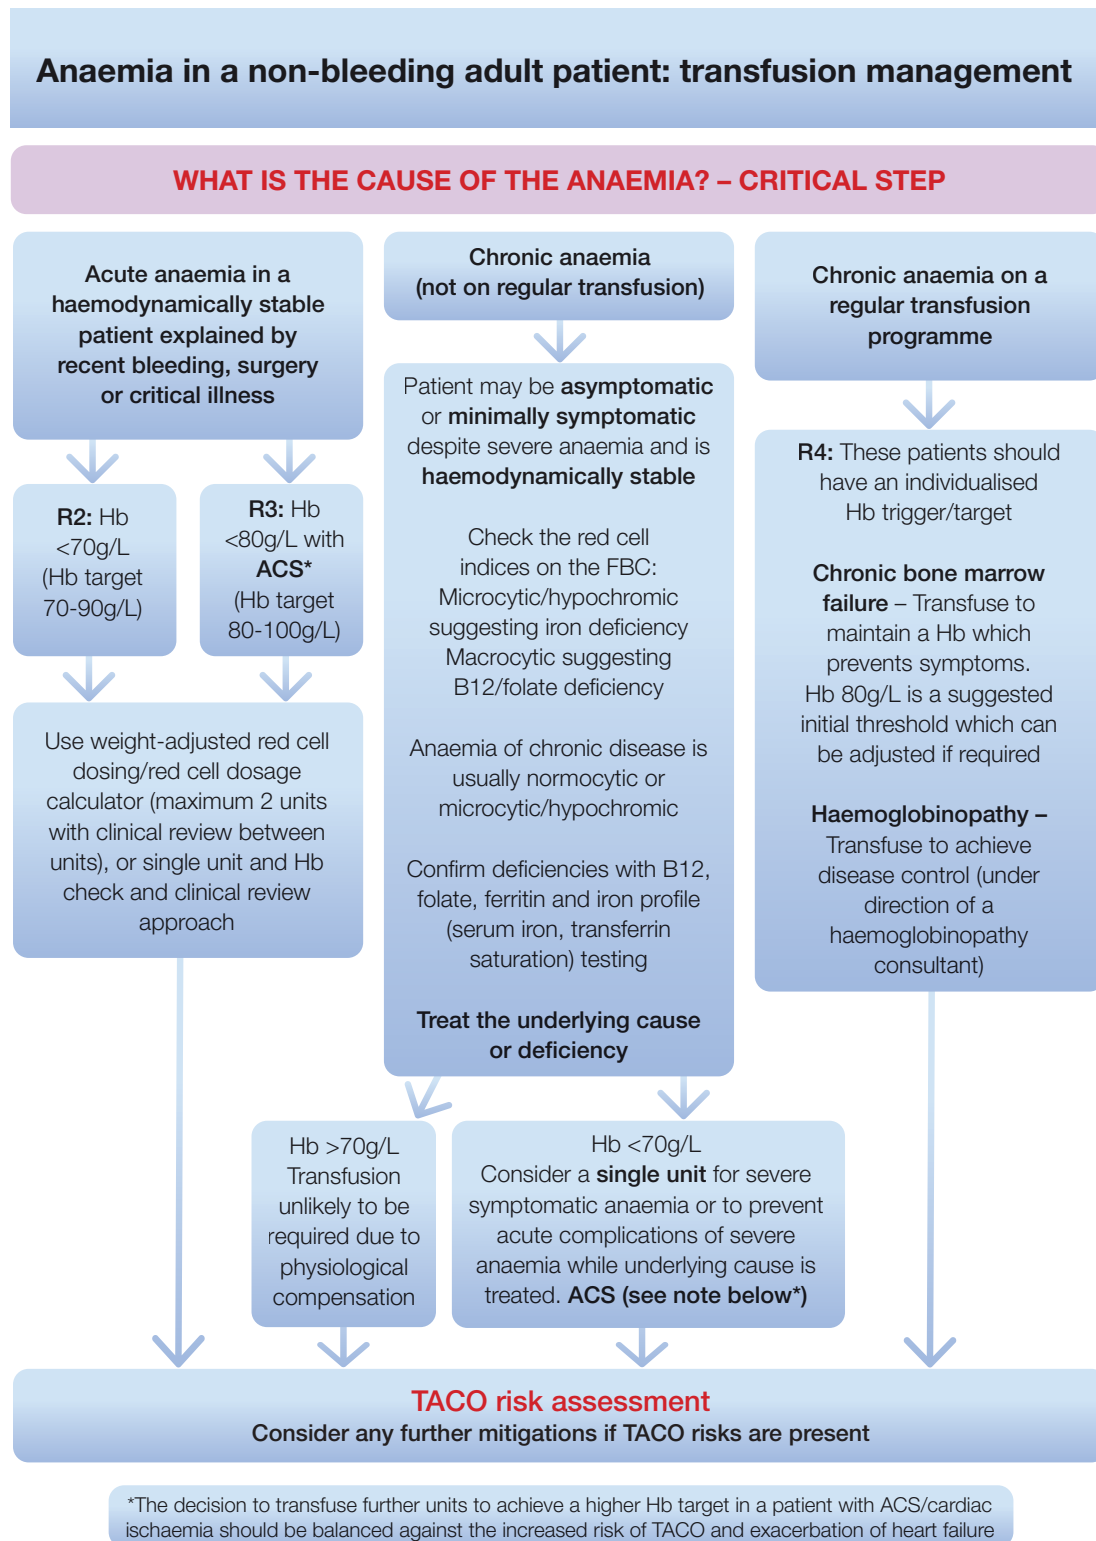 Anaemia in a non-bleeding adult patient: transfusion management
WHAT IS THE CAUSE OF THE ANAEMIA? – CRITICAL STEP
Acute anaemia in a
haemodynamically stable
patient explained by
recent bleeding, surgery
or critical illness
R2: Hb
<70g/L
(Hb target
70-90g/L)
R3: Hb
<80g/L with
ACS*
(Hb target
80-100g/L)
Use weight-adjusted red cell
dosing/red cell dosage
calculator (maximum 2 units
with clinical review between
units), or single unit and Hb
check and clinical review
approach
Chronic anaemia
(not on regular transfusion)
Patient may be asymptomatic
or minimally symptomatic
despite severe anaemia and is
haemodynamically stable
Check the red cell
indices on the FBC:
Microcytic/hypochromic
suggesting iron deficiency
Macrocytic suggesting
B12/folate deficiency
Anaemia of chronic disease is
usually normocytic or
microcytic/hypochromic
Confirm deficiencies with B12,
folate, ferritin and iron profile
(serum iron, transferrin
saturation) testing
Treat the underlying cause
or deficiency
Hb >70g/L
Transfusion
unlikely to be
required due to
physiological
compensation
Hb <70g/L
Consider a single unit for severe
symptomatic anaemia or to prevent
acute complications of severe
anaemia while underlying cause is
treated. ACS (see note below*)
Chronic anaemia on a
regular transfusion
programme
R4: These patients should
have an individualised
Hb trigger/target
Chronic bone marrow
failure – Transfuse to
maintain a Hb which
prevents symptoms.
Hb 80g/L is a suggested
initial threshold which can
be adjusted if required
Haemoglobinopathy –
Transfuse to achieve
disease control (under
direction of a
haemoglobinopathy
consultant)
TACO risk assessment
Consider any further mitigations if TACO risks are present
*The decision to transfuse further units to achieve a higher Hb target in a patient with ACS/cardiac
ischaemia should be balanced against the increased risk of TACO and exacerbation of heart failure